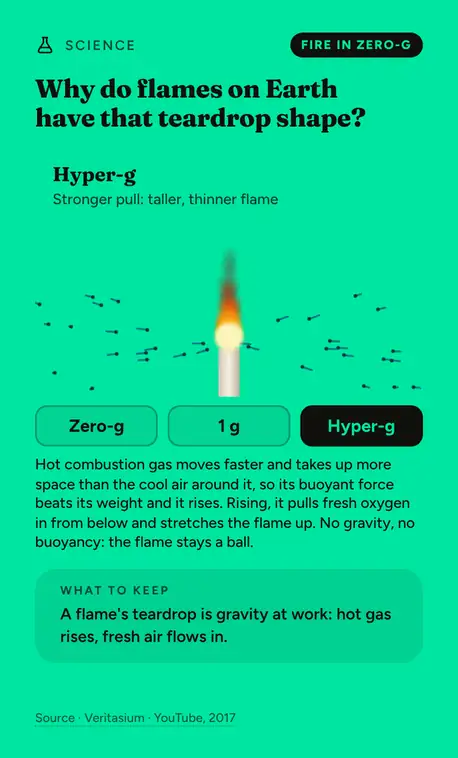 SCIENCE
FIRE IN ZERO-G
Why do flames on Earth
have that teardrop shape?
Hyper-g
Stronger pull: taller, thinner flame
Zero-g
1 g
Hyper-g
Hot combustion gas moves faster and takes up more
space than the cool air around it, so its buoyant force
beats its weight and it rises. Rising, it pulls fresh oxygen
in from below and stretches the flame up. No gravity, no
buoyancy: the flame stays a ball.
WHAT TO KEEP
A flame's teardrop is gravity at work: hot gas
rises, fresh air flows in.
Source · Veritasium · YouTube, 2017